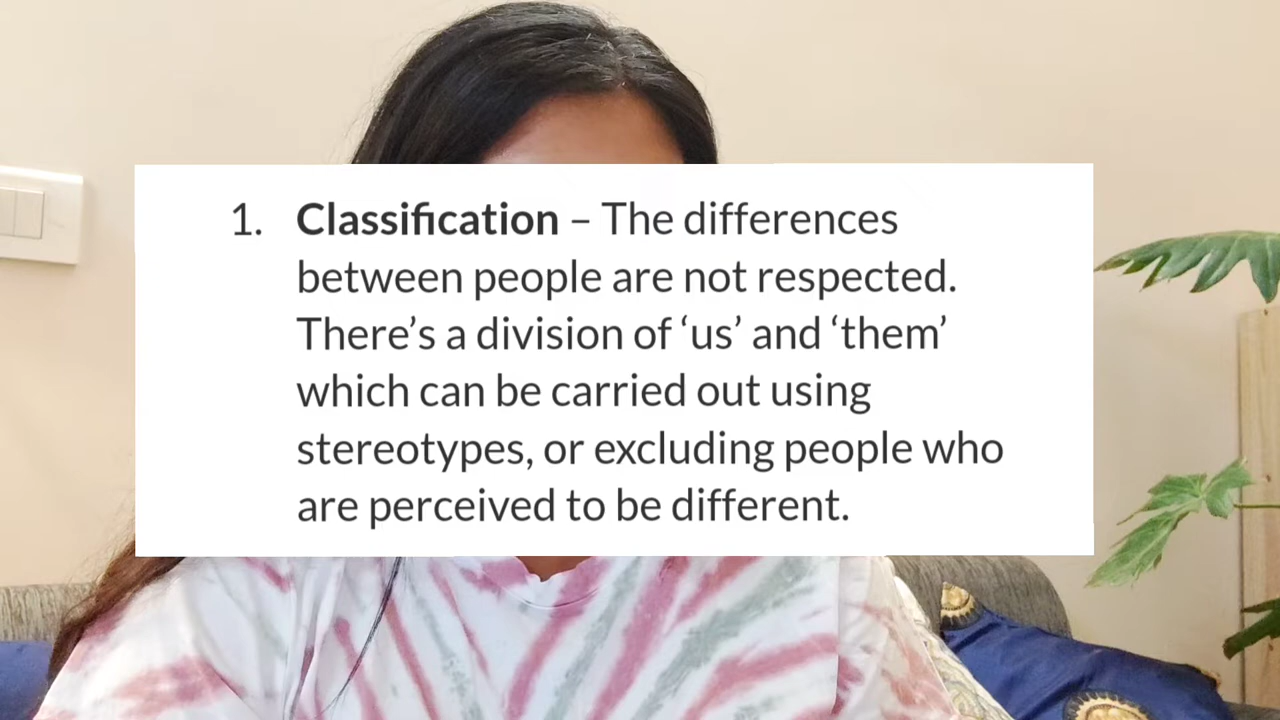 1. Classification – The differences
between people are not respected.
There’s a division of ‘us’ and ‘them’
which can be carried out using
stereotypes, or excluding people who
are perceived to be different.